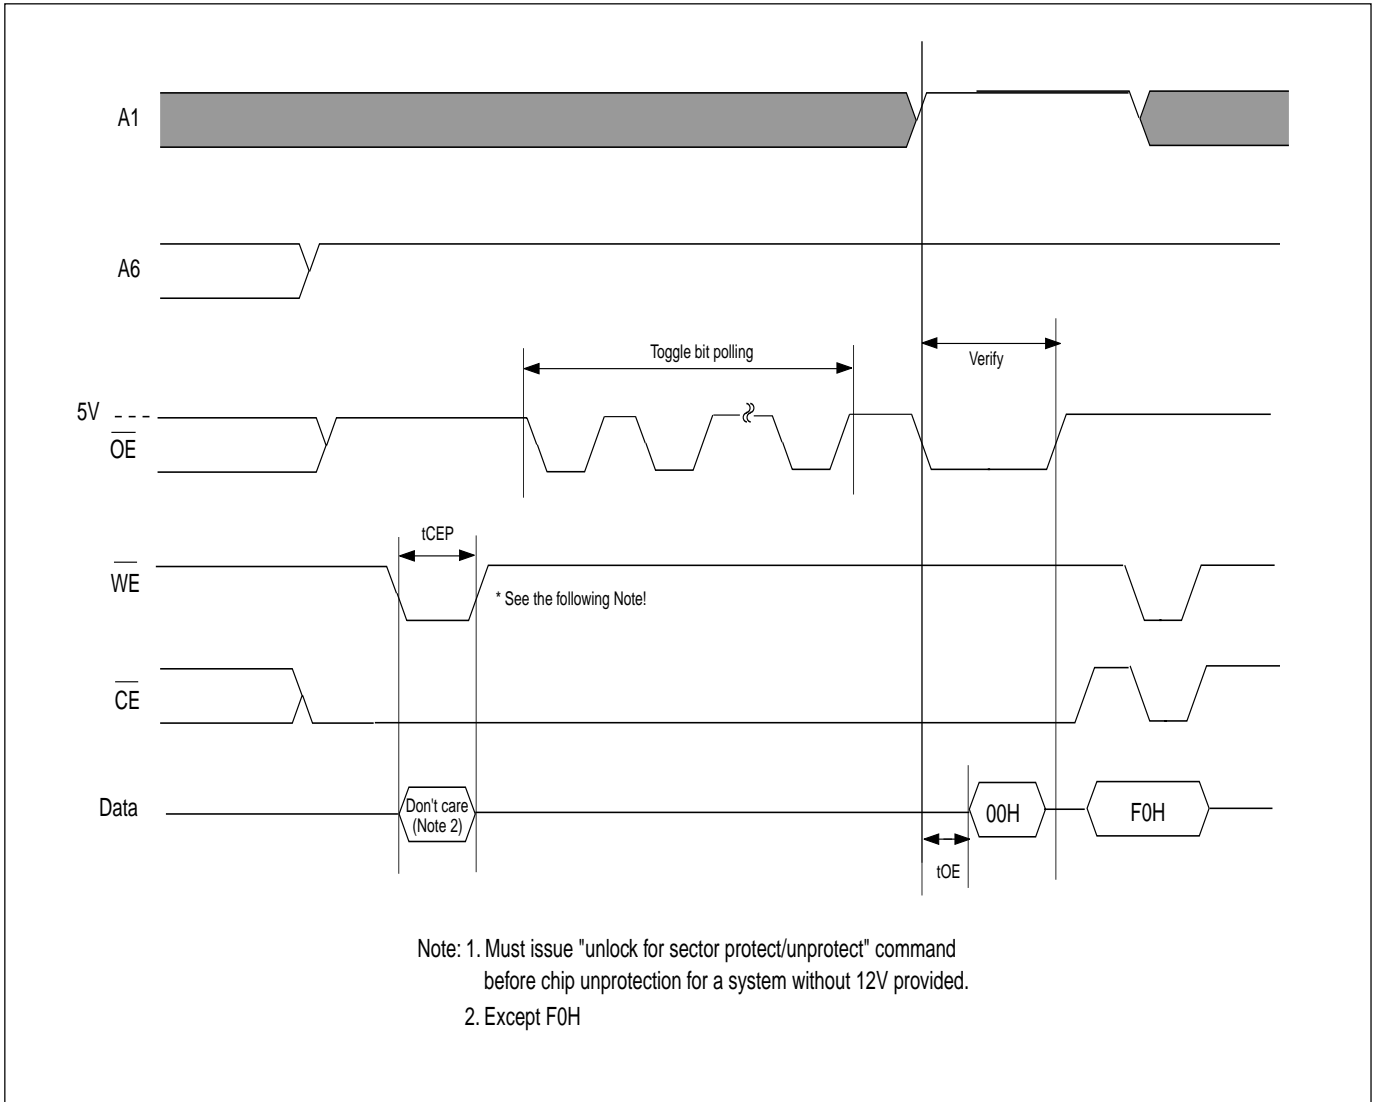 A1
A6
Toggle bit polling
Verify
5V
OE
tCEP
WE
* See the following Note!
CE
Data
Don't care
(Note 2)
00H
F0H
tOE
Note: 1. Must issue "unlock for sector protect/unprotect" command
before chip unprotection for a system without 12V provided.
2. Except F0H